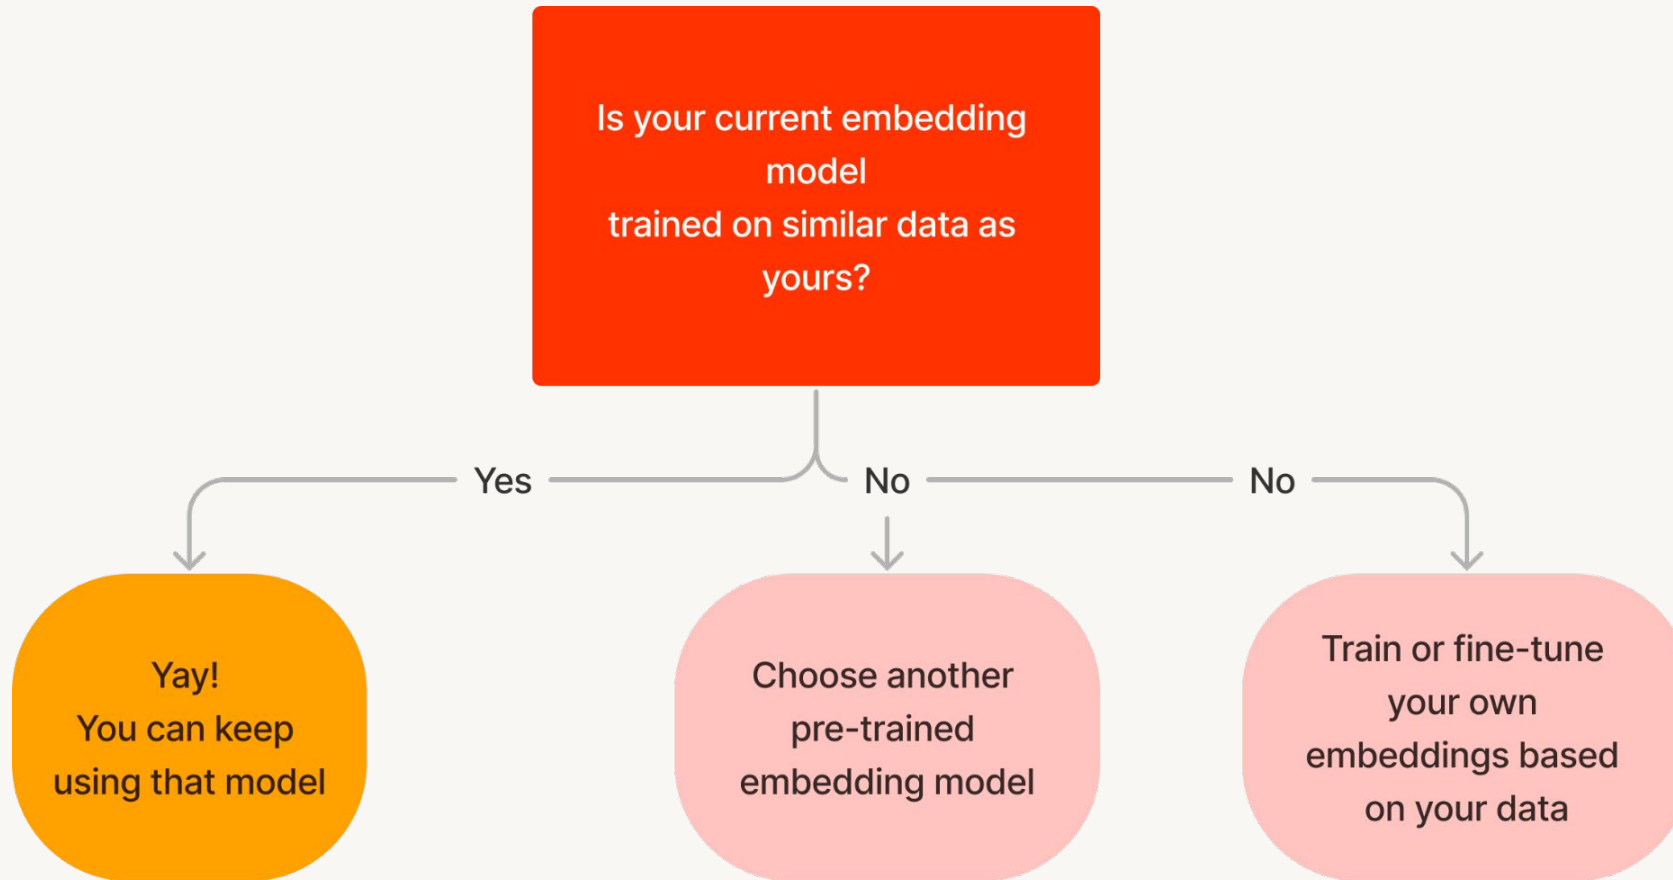 Is your current embedding
model
trained on similar data as
yours?
Yes
No
No
Yay!
You can keep
using that model
Choose another
pre-trained
embedding model
Train or fine-tune
your own
embeddings based
on your data